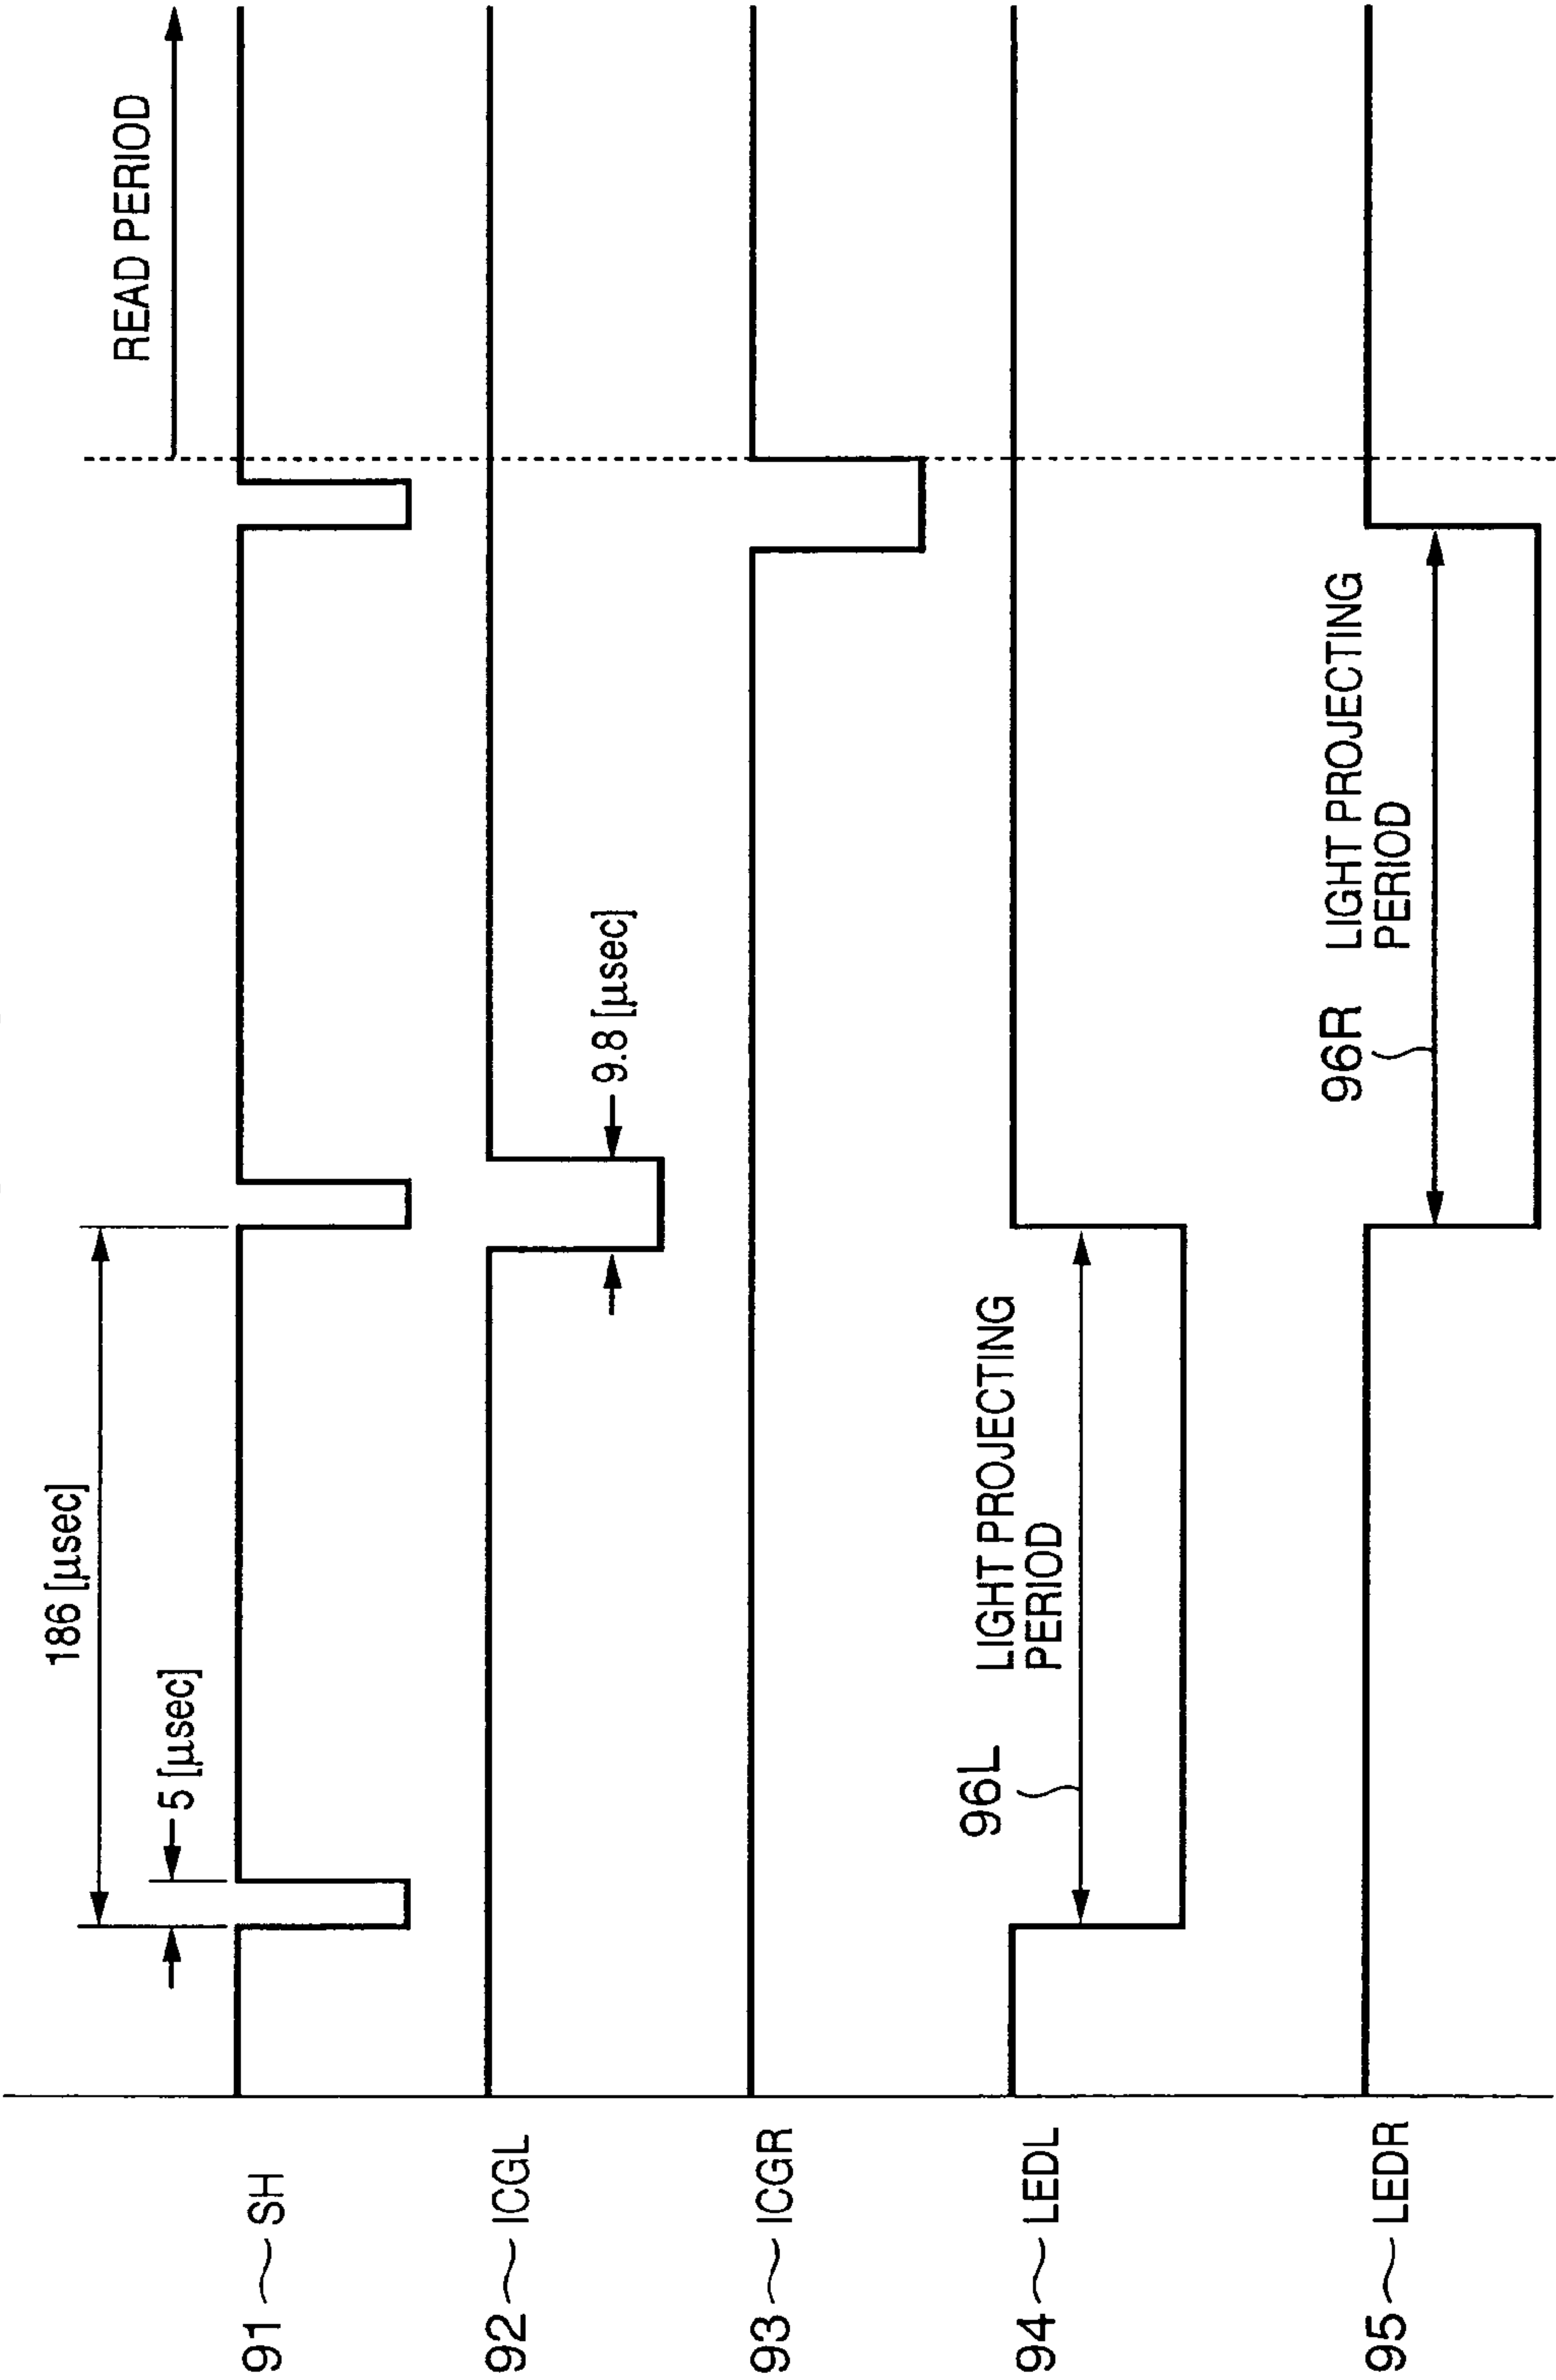 READ PERIOD
186 [µsec]
5 [µsec]
91 SH
92 ICGL
9.8 [µsec]
93 ICGR
94 LEDL
96L LIGHT PROJECTING
PERIOD
95 LEDR
96R LIGHT PROJECTING
PERIOD